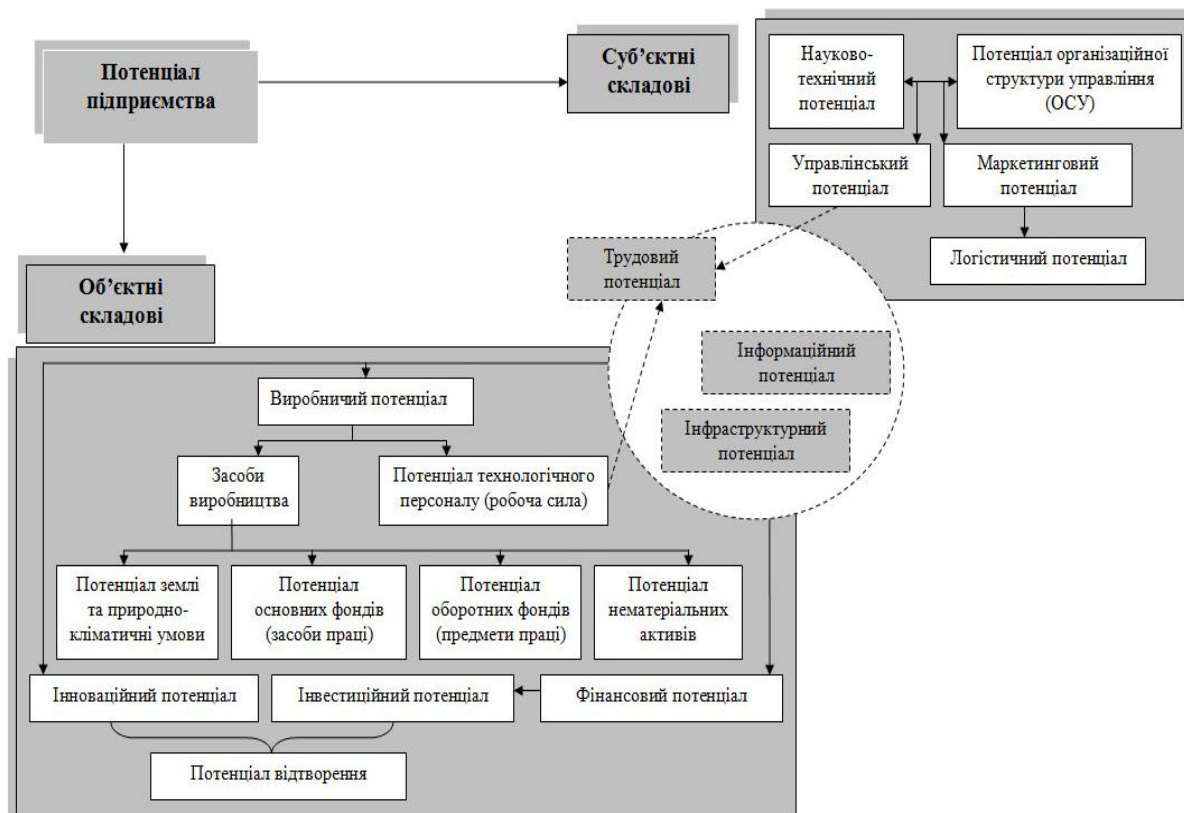 Потенціал
підприємства
Суб’єктні
складові
Науково-
технічний
потенціал
Потенціал організаційної
структури управління
(ОСУ)
Управлінський
потенціал
Маркетинговий
потенціал
Логістичний потенціал
Трудовий
потенціал
Інформаційний
потенціал
Інфраструктурний
потенціал
Об’єктні
складові
Виробничий потенціал
Засоби
виробництва
Потенціал технологічного
персоналу (робоча сила)
Потенціал землі
та природно-
кліматичні умови
Потенціал
основних фондів
(засоби праці)
Потенціал
оборотних фондів
(предмети праці)
Потенціал
нематеріальних
активів
Інноваційний потенціал
Інвестиційний потенціал
Фінансовий потенціал
Потенціал відтворення